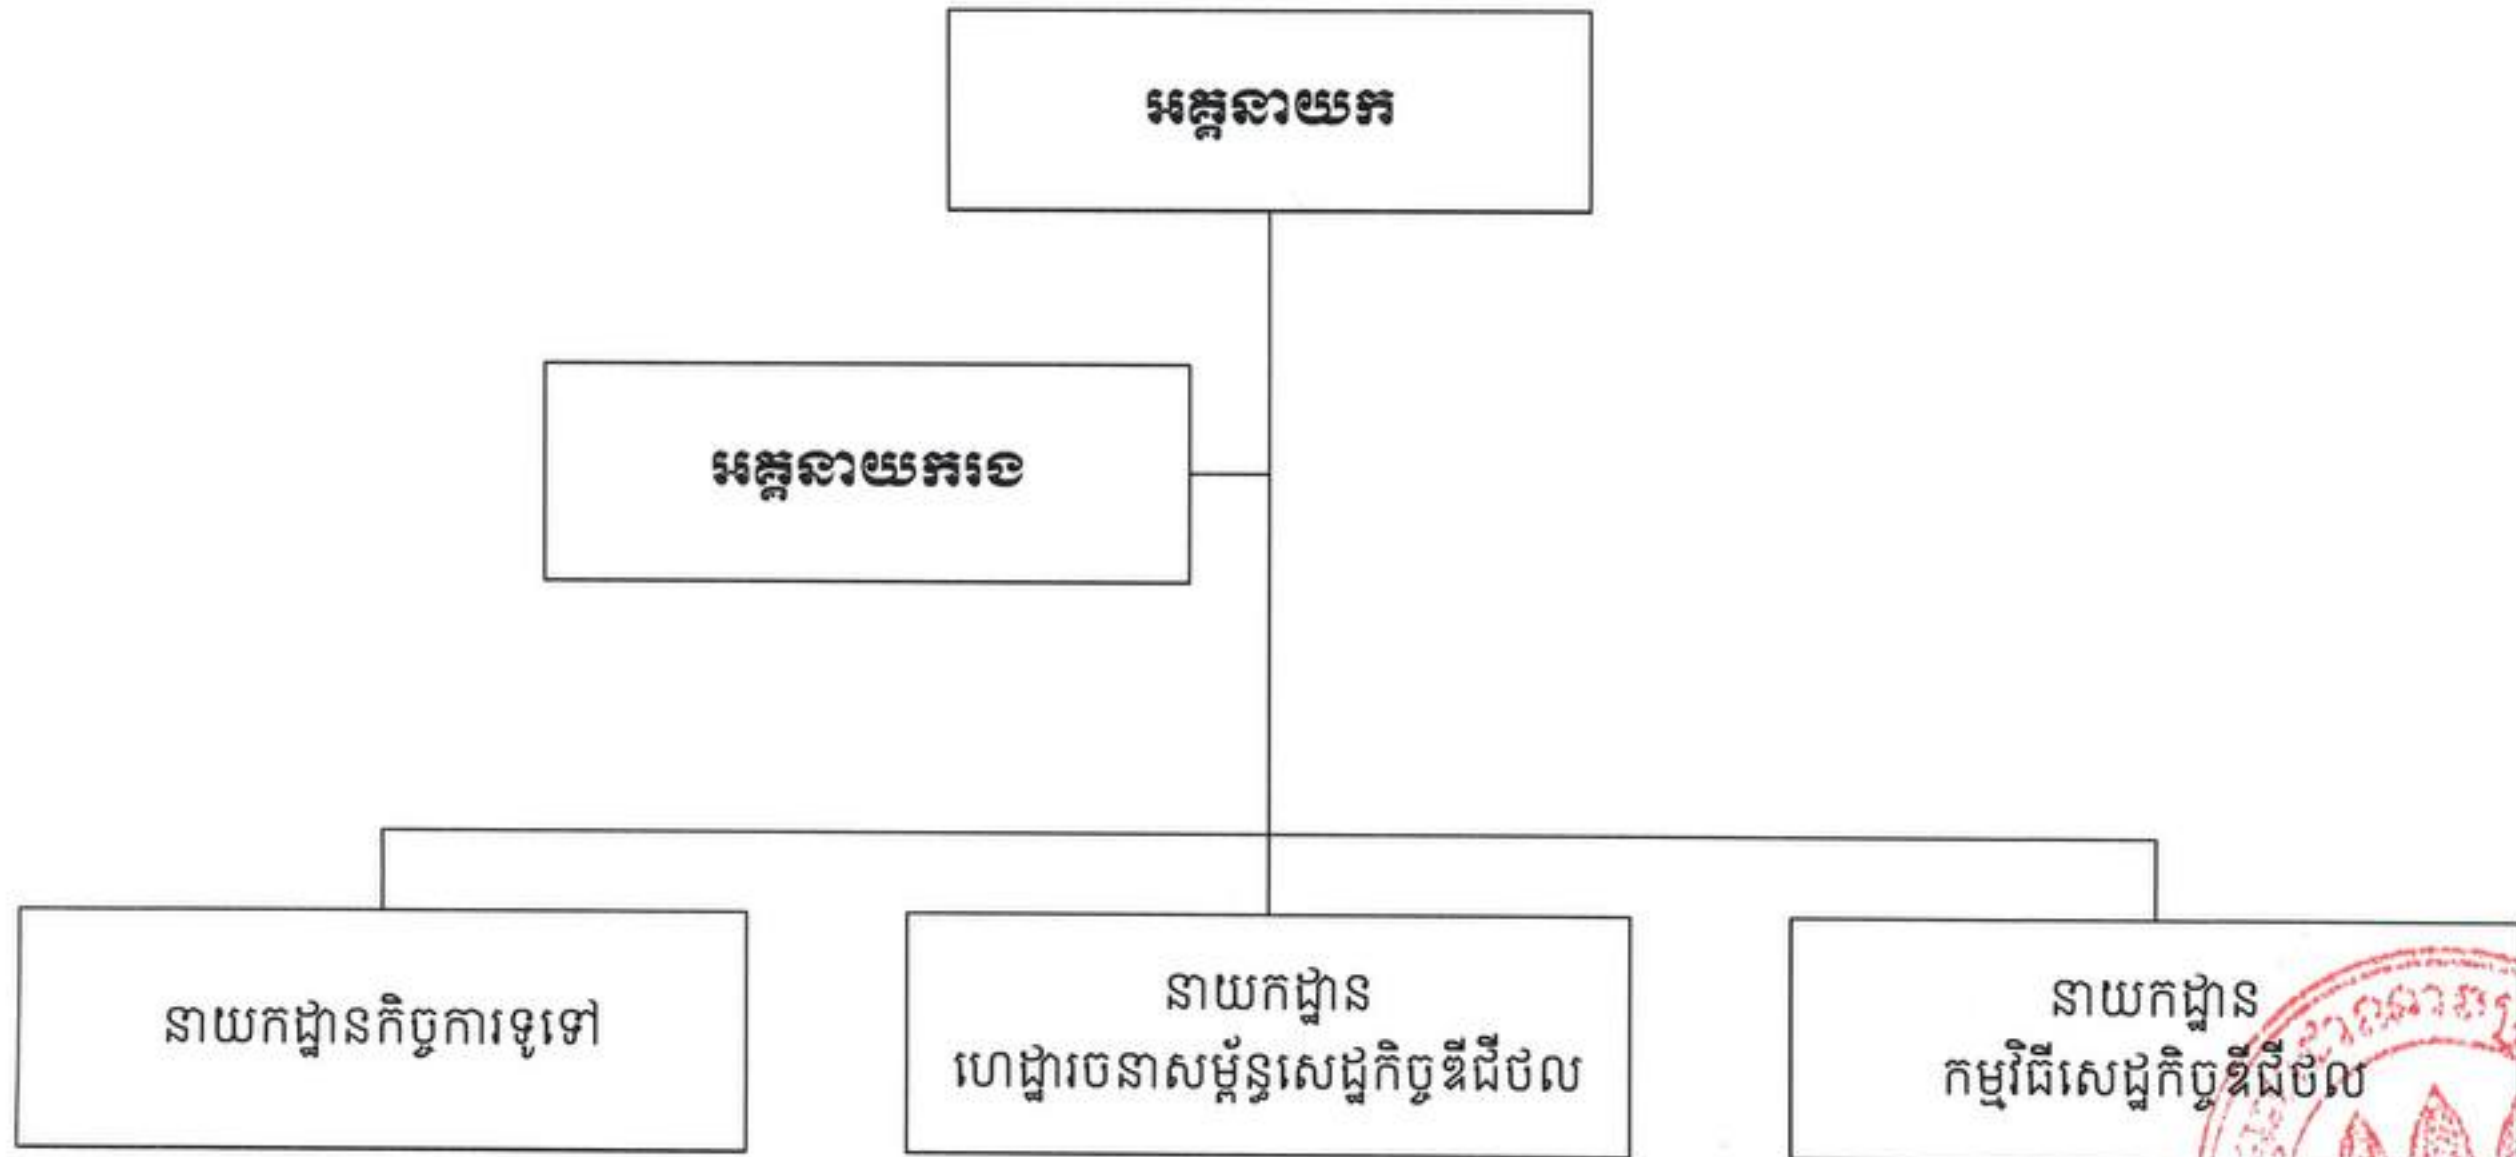 អគ្គនាយក
អគ្គនាយករង
នាយកដ្ឋានកិច្ចការទូទៅ
នាយកដ្ឋាន
ហេដ្ឋារចនាសម្ព័ន្ធសេដ្ឋកិច្ចឌីជីថល
នាយកដ្ឋាន
កម្មវិធីសេដ្ឋកិច្ចឌីជីថល